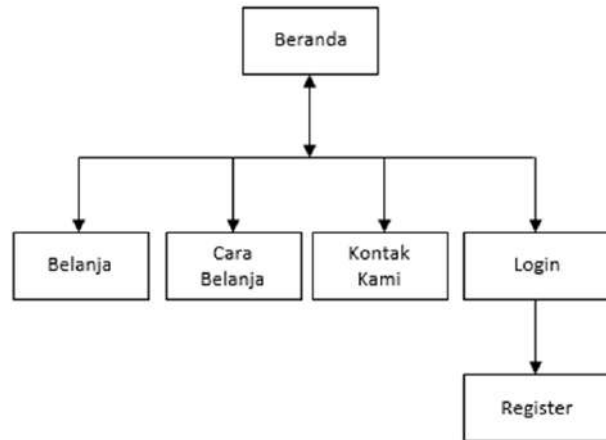 Beranda
Belanja
Cara
Belanja
Kontak
Kami
Login
Register